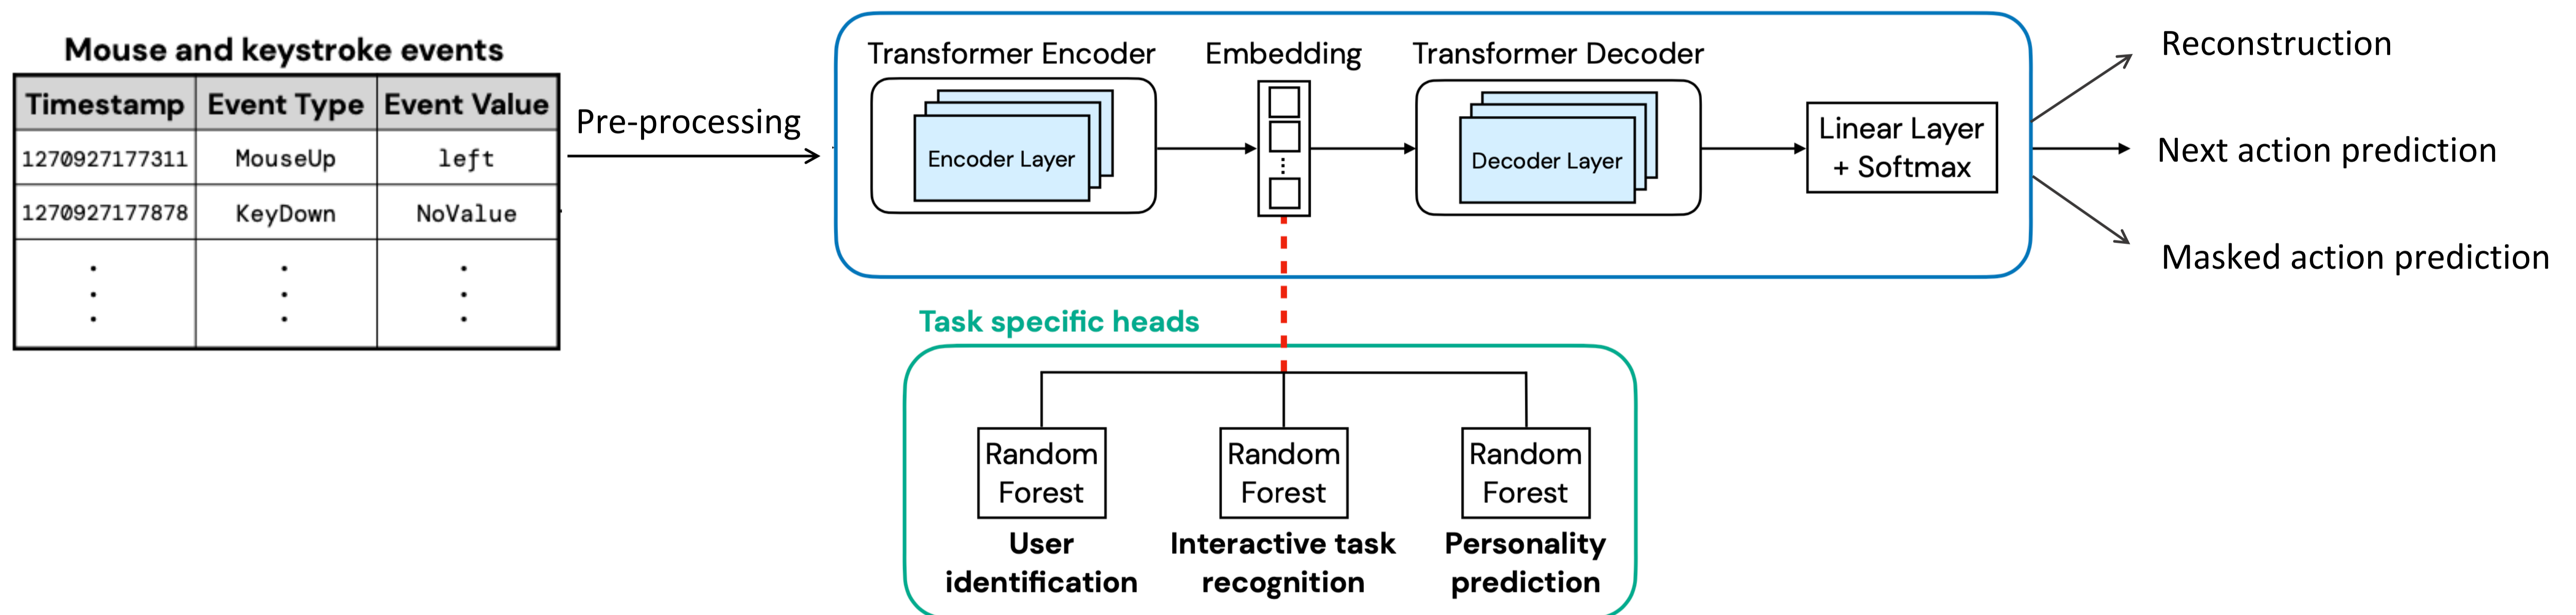 Mouse and keystroke events
Timestamp Event Type Event Value
1270927177311 MouseUp left
1270927177878 KeyDown NoValue
Pre-processing
Transformer Encoder
Encoder Layer
Embedding
Transformer Decoder
Decoder Layer
Linear Layer
+ Softmax
Reconstruction
Next action prediction
Masked action prediction
Task specific heads
Random
Forest
User
identification
Random
Forest
Interactive task
recognition
Random
Forest
Personality
prediction